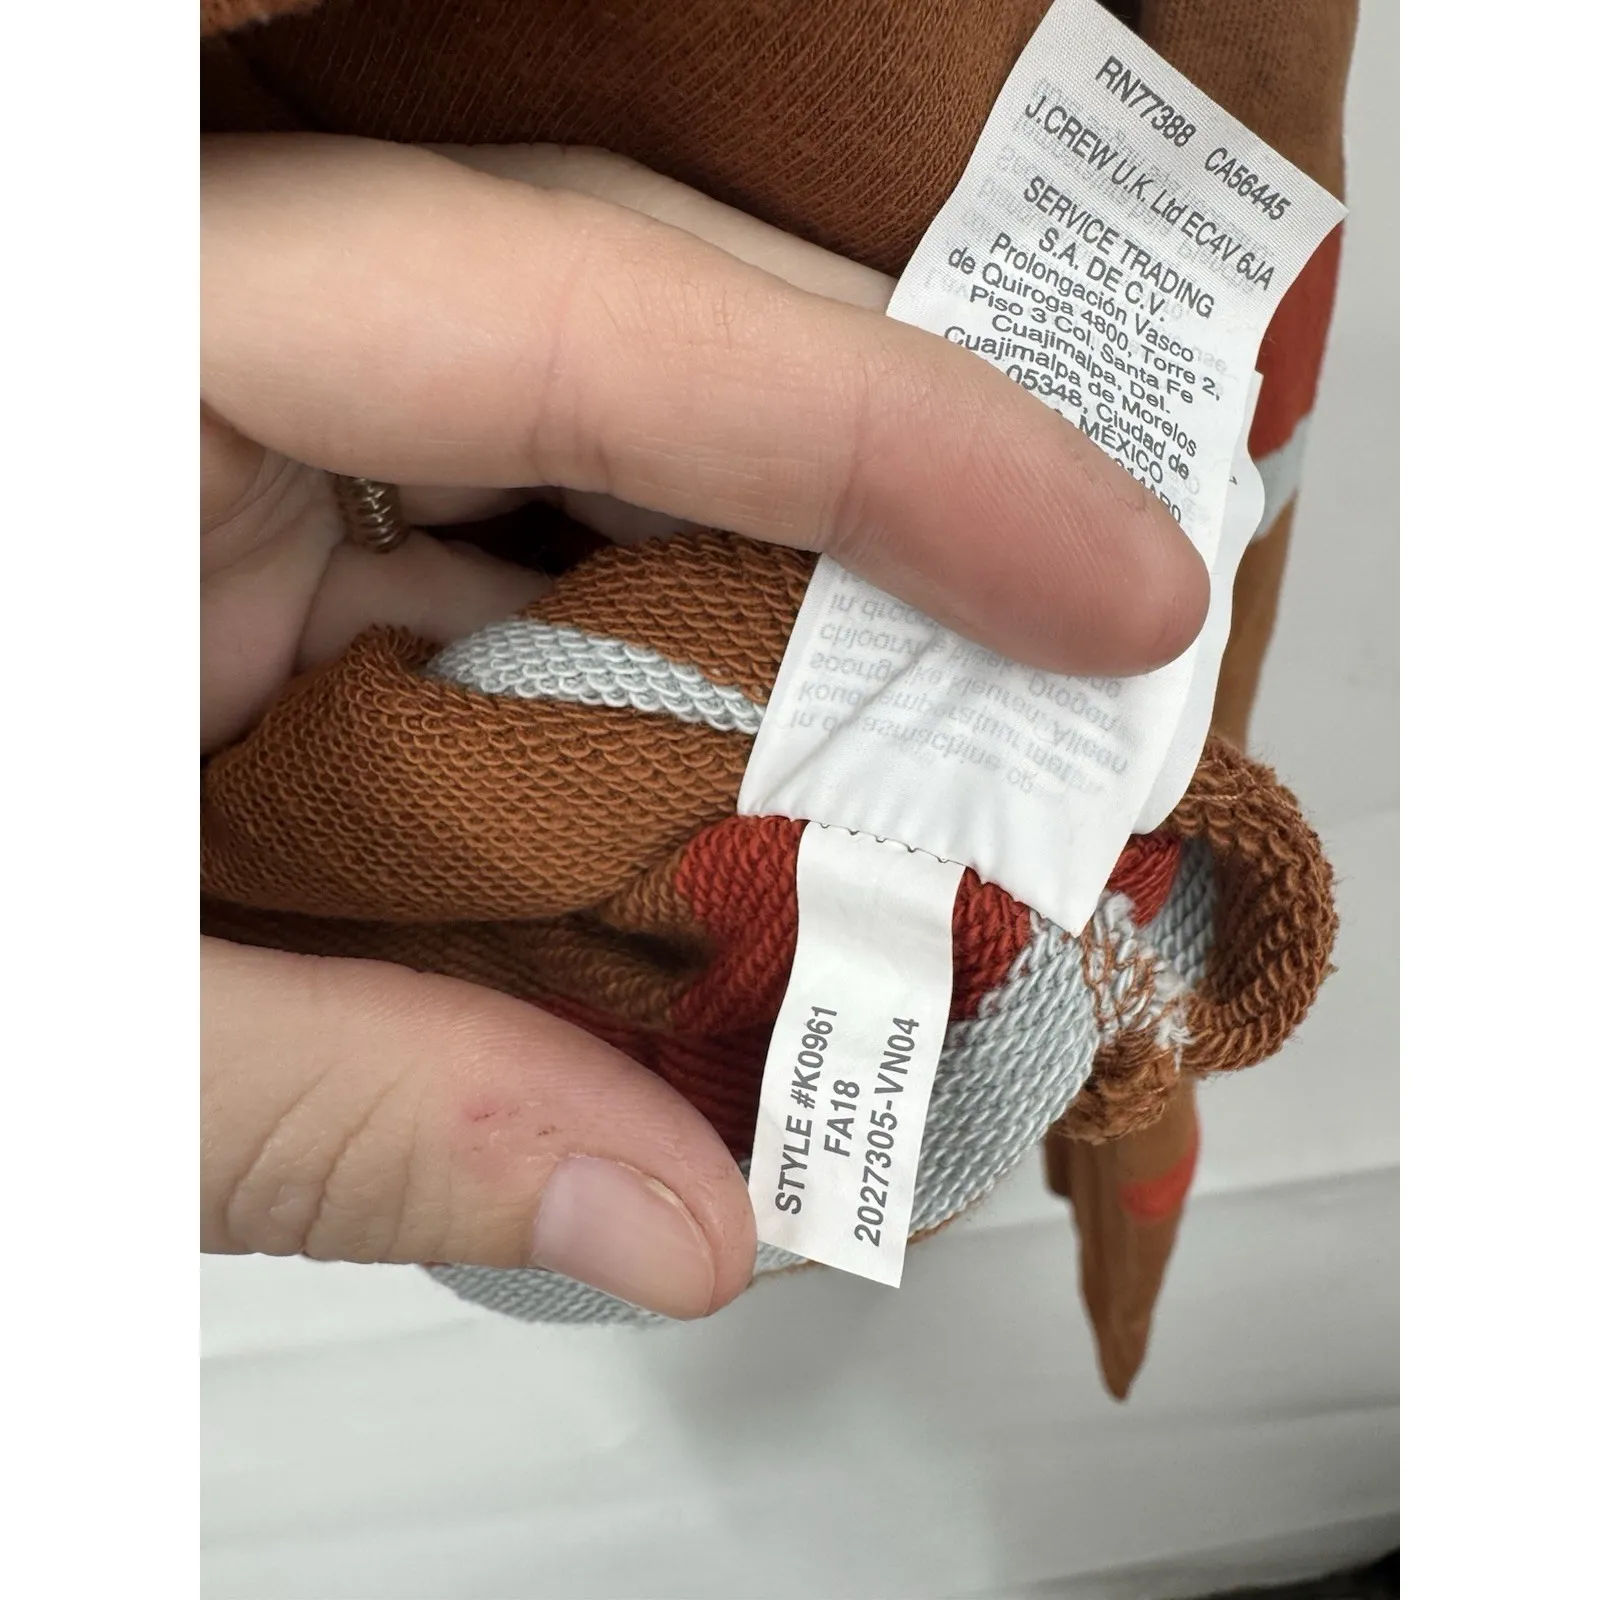 RN77388 CA56445
J.CREW U.K. Ltd EC4V 6JA
SERVICE TRADING
S.A. DE C.V.
Prolongación Vasco
de Quiroga 4800, Torre 2,
Piso 3 Col. Santa Fe
Cuajimalpa, Del.
Cuajimalpa de Morelos
05348, Ciudad de
MÉXICO
STYLE #K0961
FA18
2027305-VN04